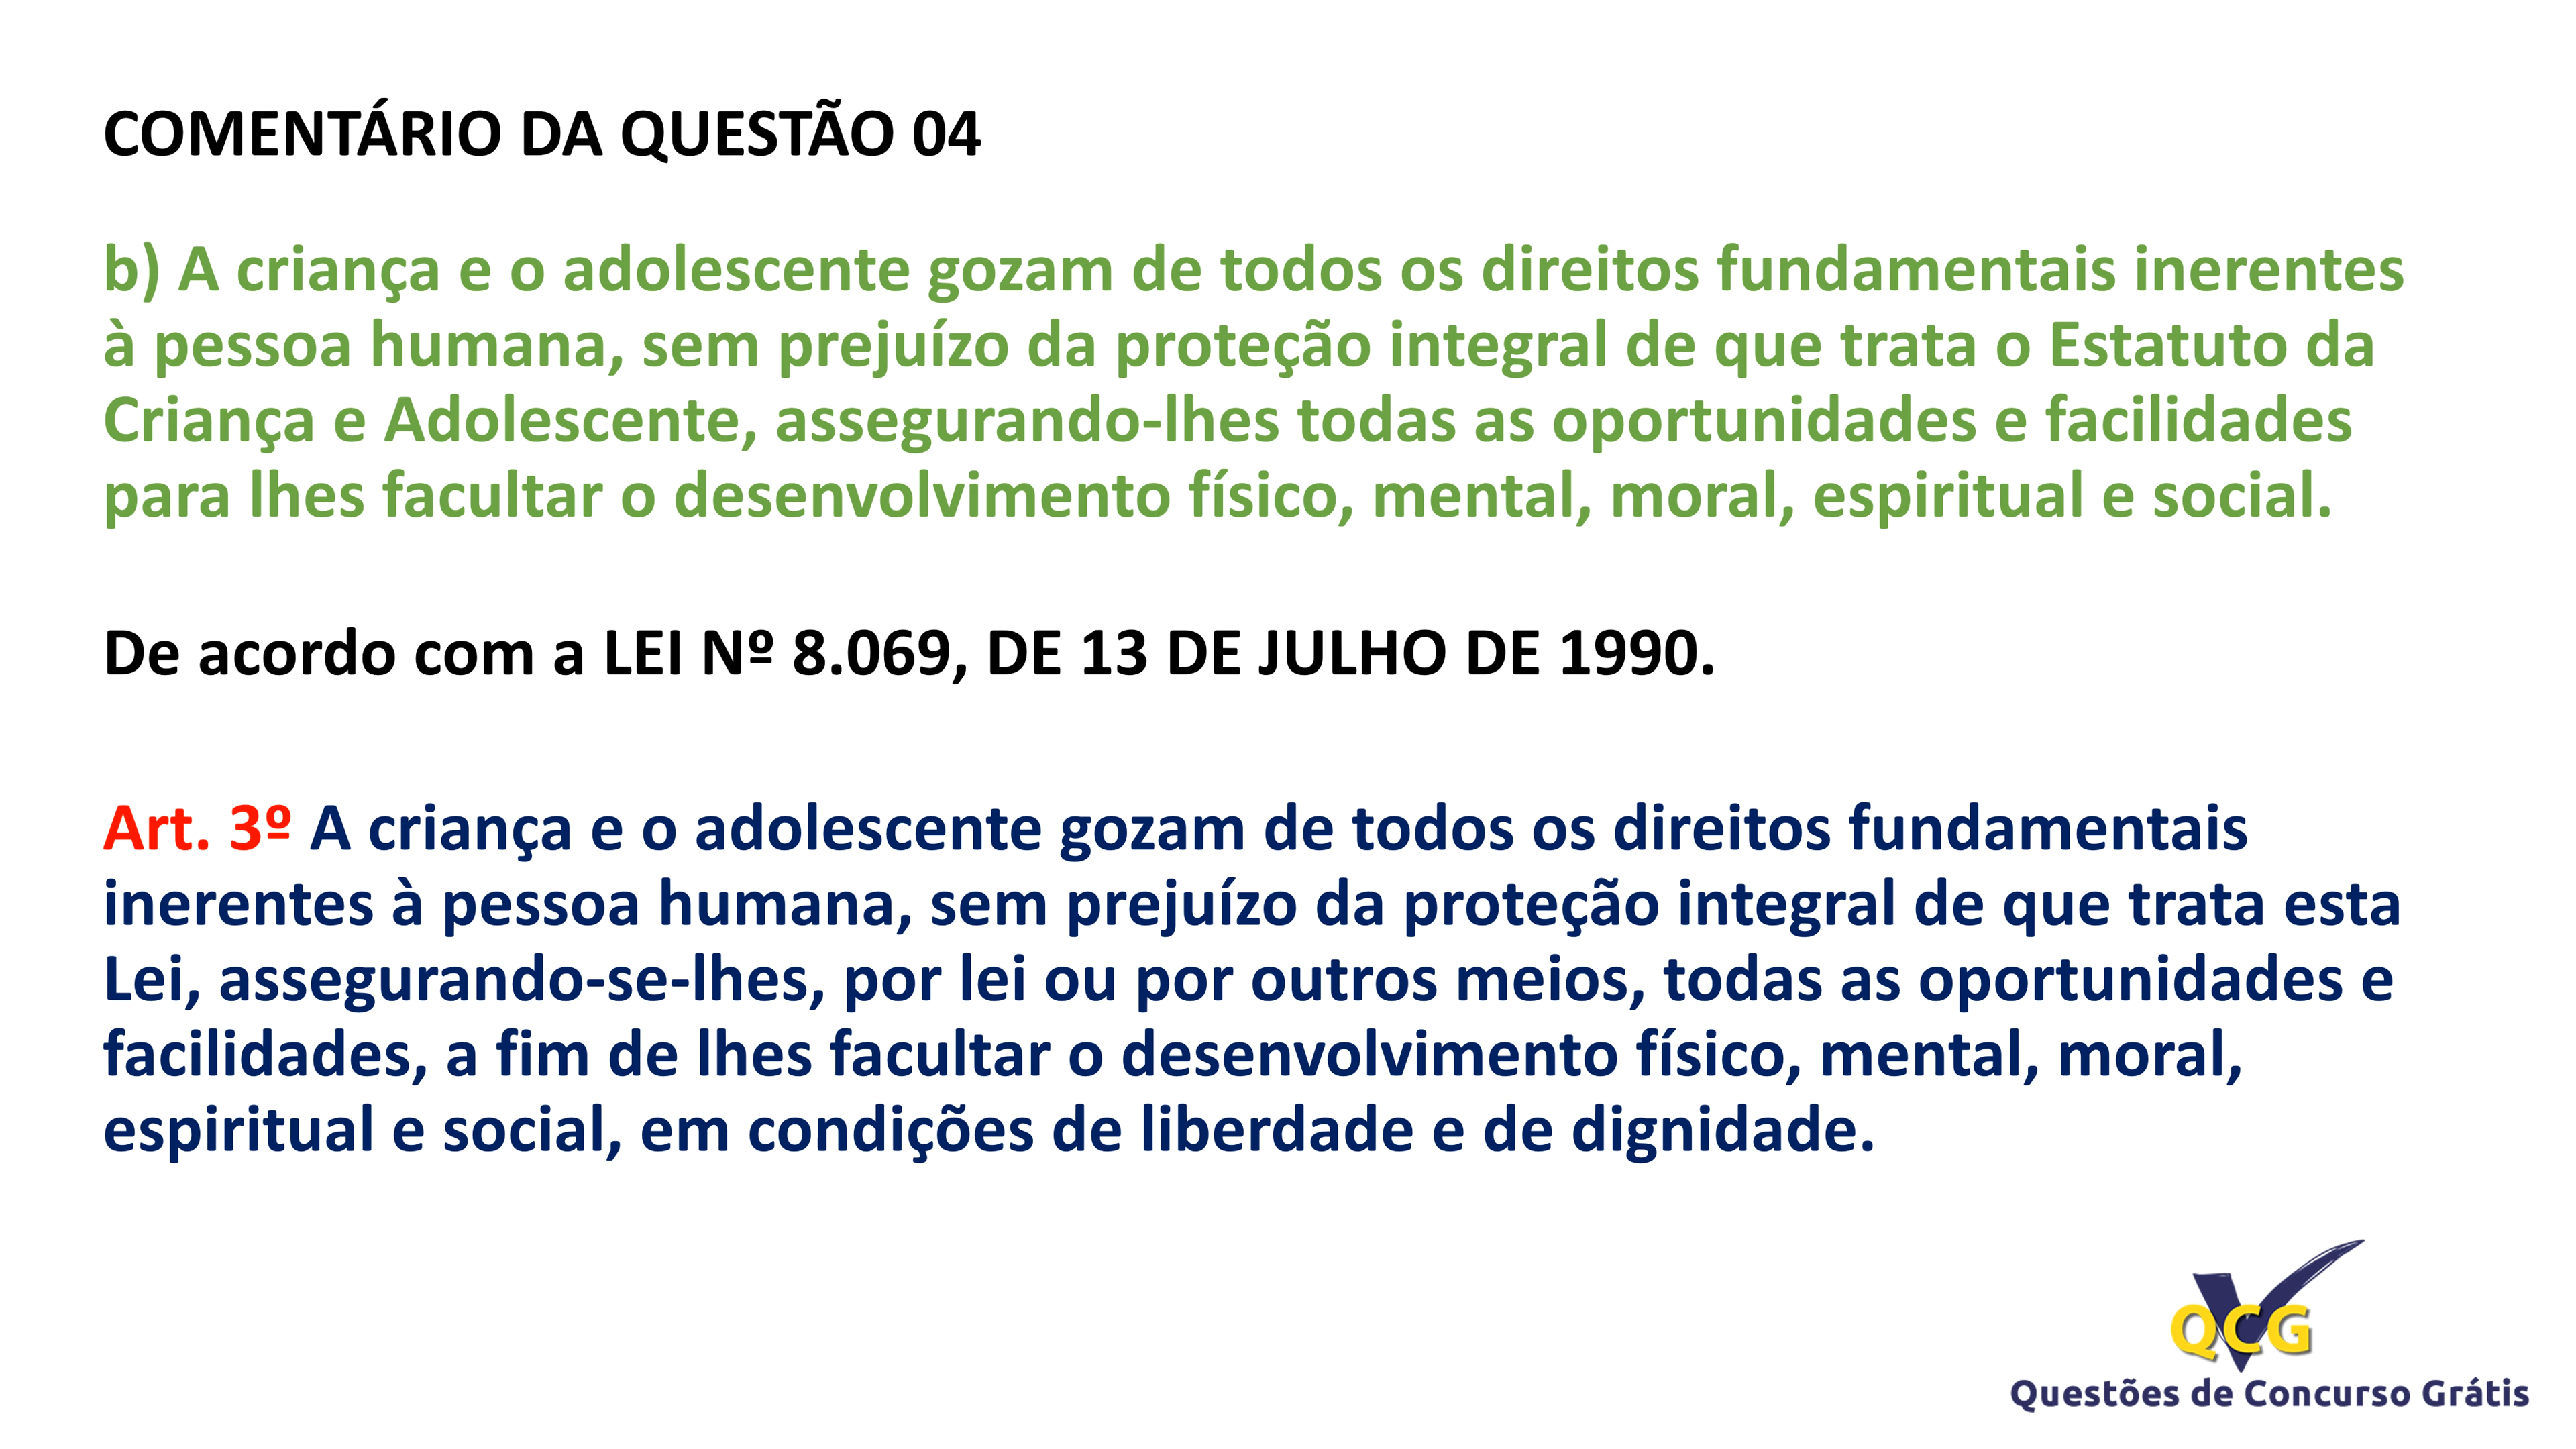 COMENTÁRIO DA QUESTÃO 04
b) A criança e o adolescente gozam de todos os direitos fundamentais inerentes
à pessoa humana, sem prejuízo da proteção integral de que trata o Estatuto da
Criança e Adolescente, assegurando-lhes todas as oportunidades e facilidades
para lhes facultar o desenvolvimento físico, mental, moral, espiritual e social.
De acordo com a LEI Nº 8.069, DE 13 DE JULHO DE 1990.
Art. 3º A criança e o adolescente gozam de todos os direitos fundamentais
inerentes à pessoa humana, sem prejuízo da proteção integral de que trata esta
Lei, assegurando-se-lhes, por lei ou por outros meios, todas as oportunidades e
facilidades, a fim de lhes facultar o desenvolvimento físico, mental, moral,
espiritual e social, em condições de liberdade e de dignidade.
QCG
Questões de Concurso Grátis